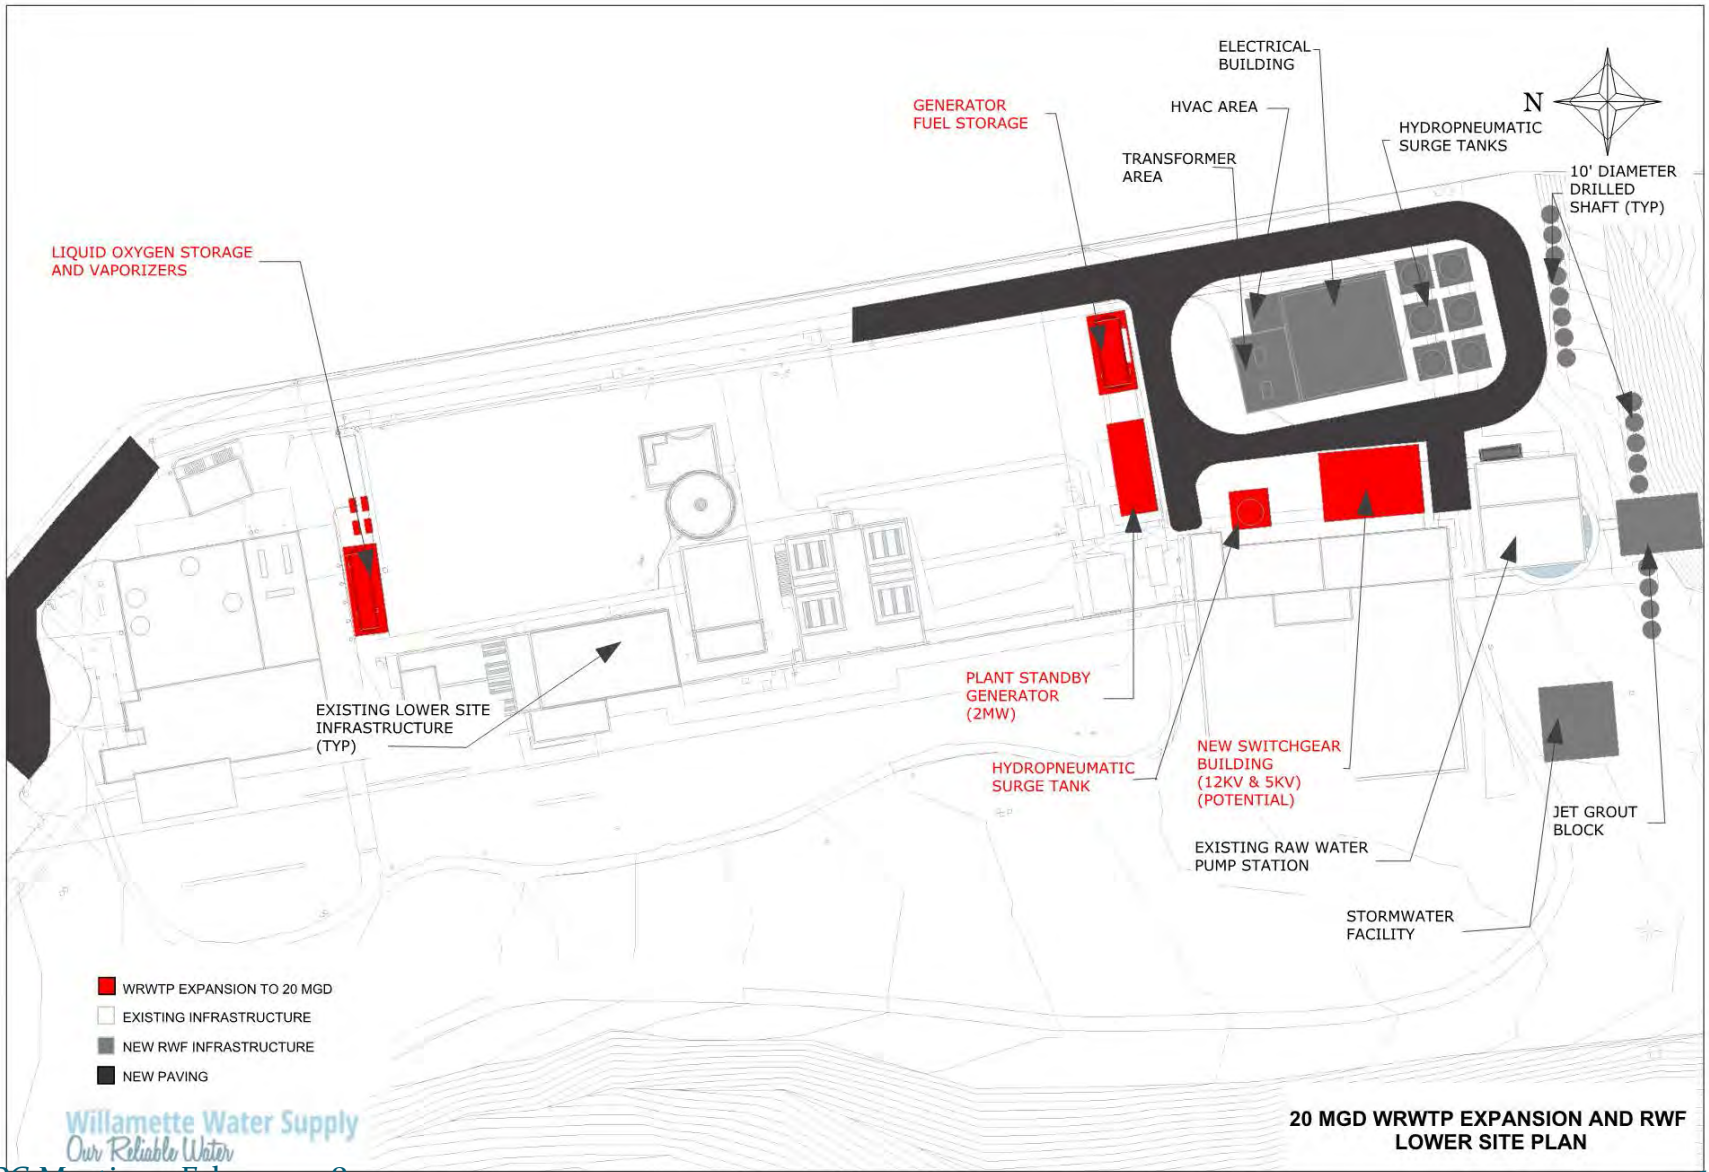 ELECTRICAL
BUILDING
HVAC AREA
GENERATOR
FUEL STORAGE
TRANSFORMER
AREA
N
HYDROPNEUMATIC
SURGE TANKS
10' DIAMETER
DRILLED
SHAFT (TYP)
LIQUID OXYGEN STORAGE
AND VAPORIZERS
EXISTING LOWER SITE
INFRASTRUCTURE
(TYP)
PLANT STANDBY
GENERATOR
(2MW)
HYDROPNEUMATIC
SURGE TANK
NEW SWITCHGEAR
BUILDING
(12KV & 5KV)
(POTENTIAL)
EXISTING RAW WATER
PUMP STATION
JET GROUT
BLOCK
STORMWATER
FACILITY
WRWTP EXPANSION TO 20 MGD
EXISTING INFRASTRUCTURE
NEW RWF INFRASTRUCTURE
NEW PAVING
Willamette Water Supply
Our Reliable Water
20 MGD WRWTP EXPANSION AND RWF
LOWER SITE PLAN